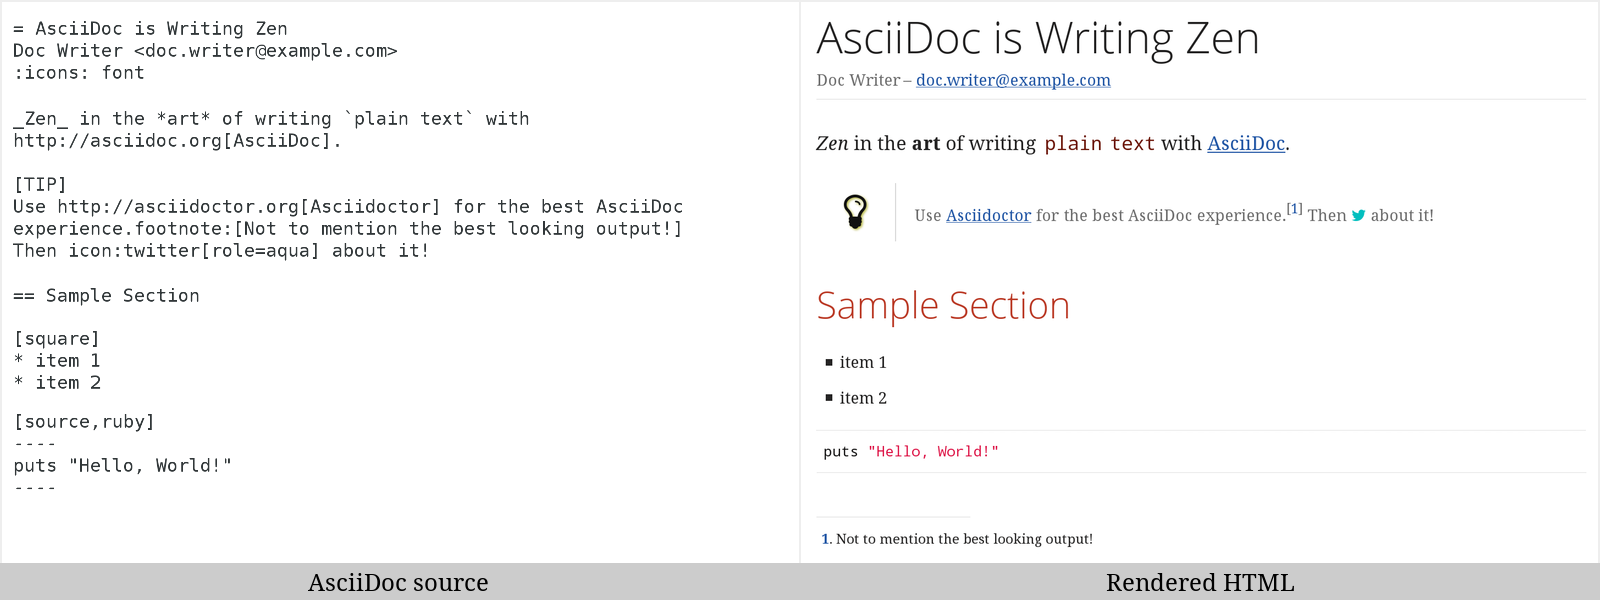 = AsciiDoc is Writing Zen
Doc Writer <doc.writer@example.com>
:icons: font
_Zen_ in the *art* of writing `plain text` with
http://asciidoc.org[AsciiDoc].
[TIP]
Use http://asciidoctor.org[Asciidoctor] for the best AsciiDoc
experience.footnote:[Not to mention the best looking output!]
Then icon:twitter[role=aqua] about it!
== Sample Section
[square]
* item 1
* item 2
[source,ruby]
----
puts "Hello, World!"
----
AsciiDoc source
AsciiDoc is Writing Zen
Doc Writer – doc.writer@example.com
Zen in the art of writing plain text with AsciiDoc.
Use Asciidoctor for the best AsciiDoc experience.[1] Then about it!
Sample Section
▪ item 1
▪ item 2
puts "Hello, World!"
1. Not to mention the best looking output!
Rendered HTML